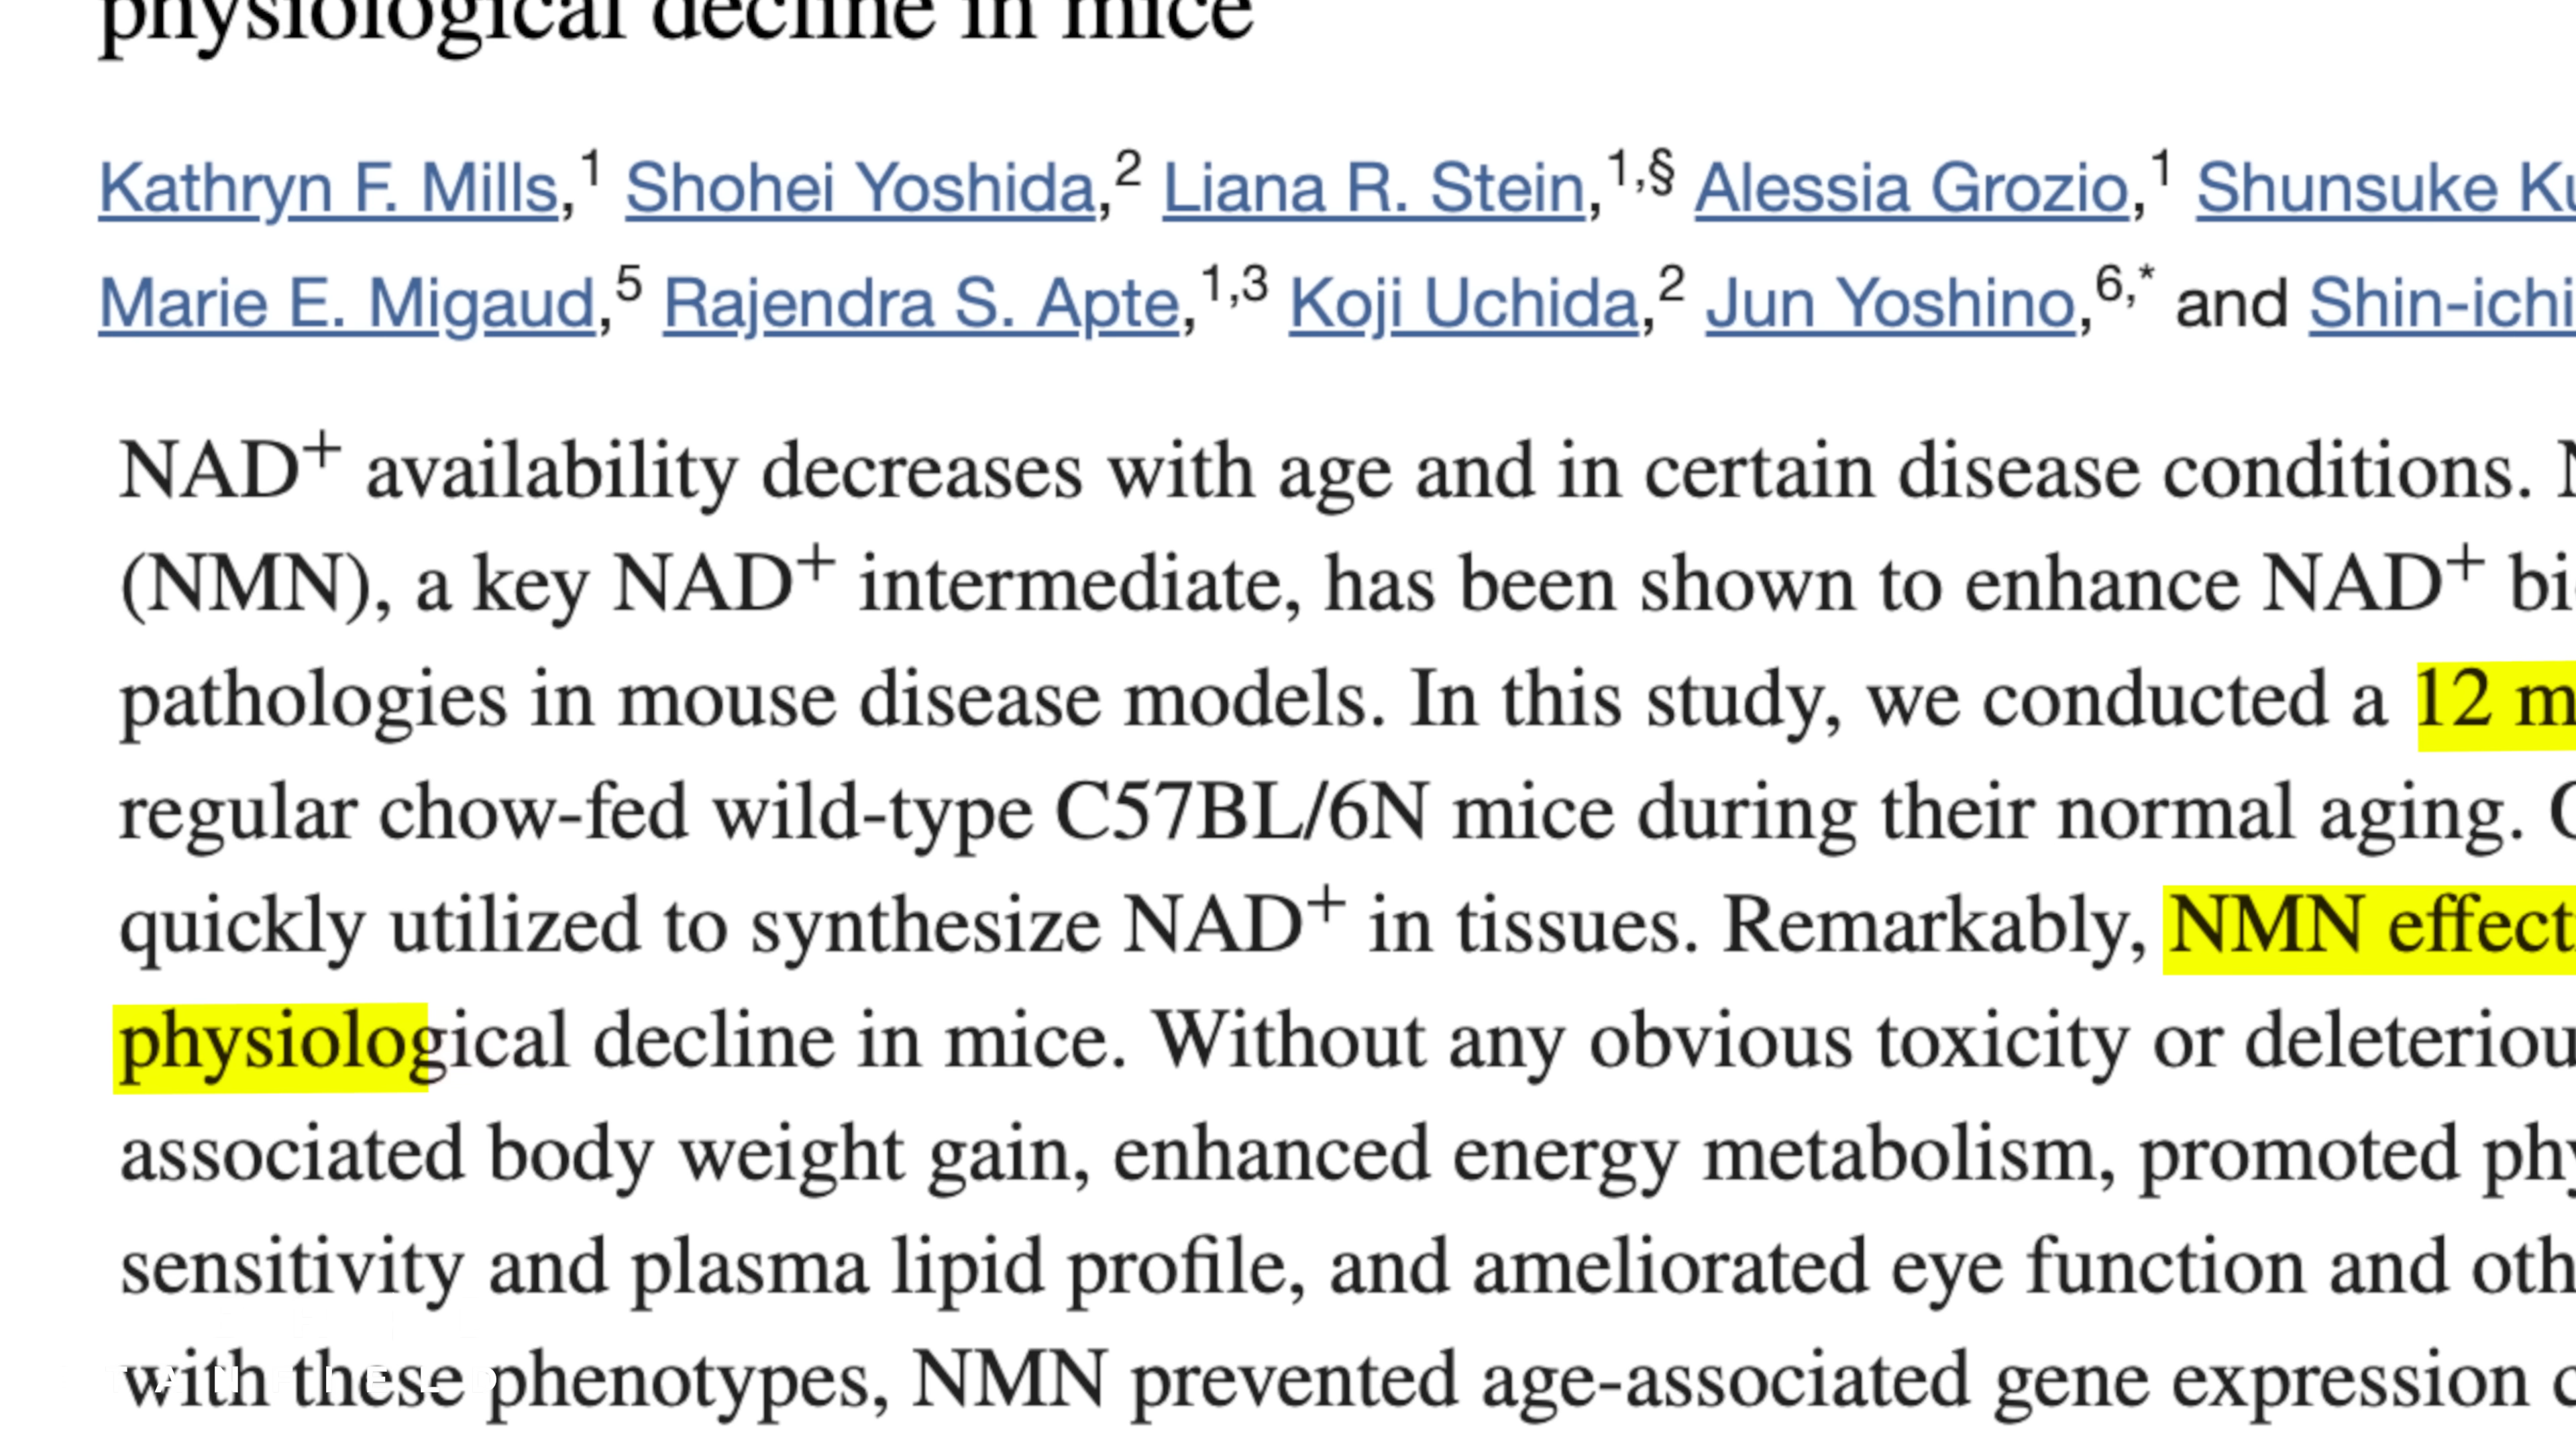 physiological decline in mice
Kathryn F. Mills,1 Shohei Yoshida,2 Liana R. Stein,1,§ Alessia Grozio,1 Shunsuke Ku
Marie E. Migaud,5 Rajendra S. Apte,1,3 Koji Uchida,2 Jun Yoshino,6,* and Shin-ichi
NAD+ availability decreases with age and in certain disease conditions. N
(NMN), a key NAD+ intermediate, has been shown to enhance NAD+ bi
pathologies in mouse disease models. In this study, we conducted a 12 m
regular chow-fed wild-type C57BL/6N mice during their normal aging.
quickly utilized to synthesize NAD+ in tissues. Remarkably, NMN effect
physiological decline in mice. Without any obvious toxicity or deleteriou
associated body weight gain, enhanced energy metabolism, promoted phy
sensitivity and plasma lipid profile, and ameliorated eye function and oth
with these phenotypes, NMN prevented age-associated gene expression c